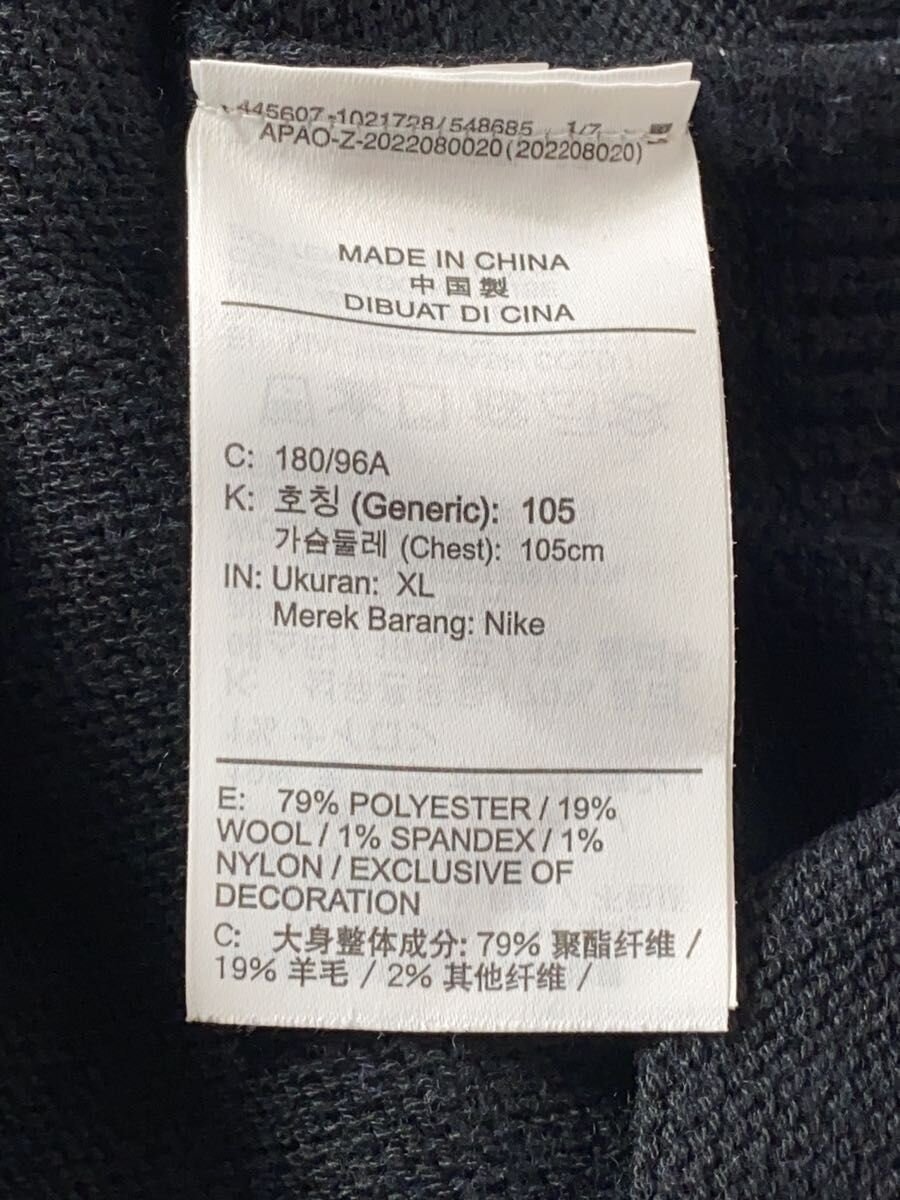 445607-1021728/548685 1/7
APAO-Z-2022080020(202208020)
MADE IN CHINA
中国製
DIBUAT DI CINA
C: 180/96A
K: 호칭 (Generic): 105
가슴둘레 (Chest): 105cm
IN: Ukuran: XL
Merek Barang: Nike
E: 79% POLYESTER / 19%
WOOL / 1% SPANDEX / 1%
NYLON / EXCLUSIVE OF
DECORATION
C: 大身整体成分: 79% 聚酯纤维 /
19% 羊毛 / 2% 其他纤维 /